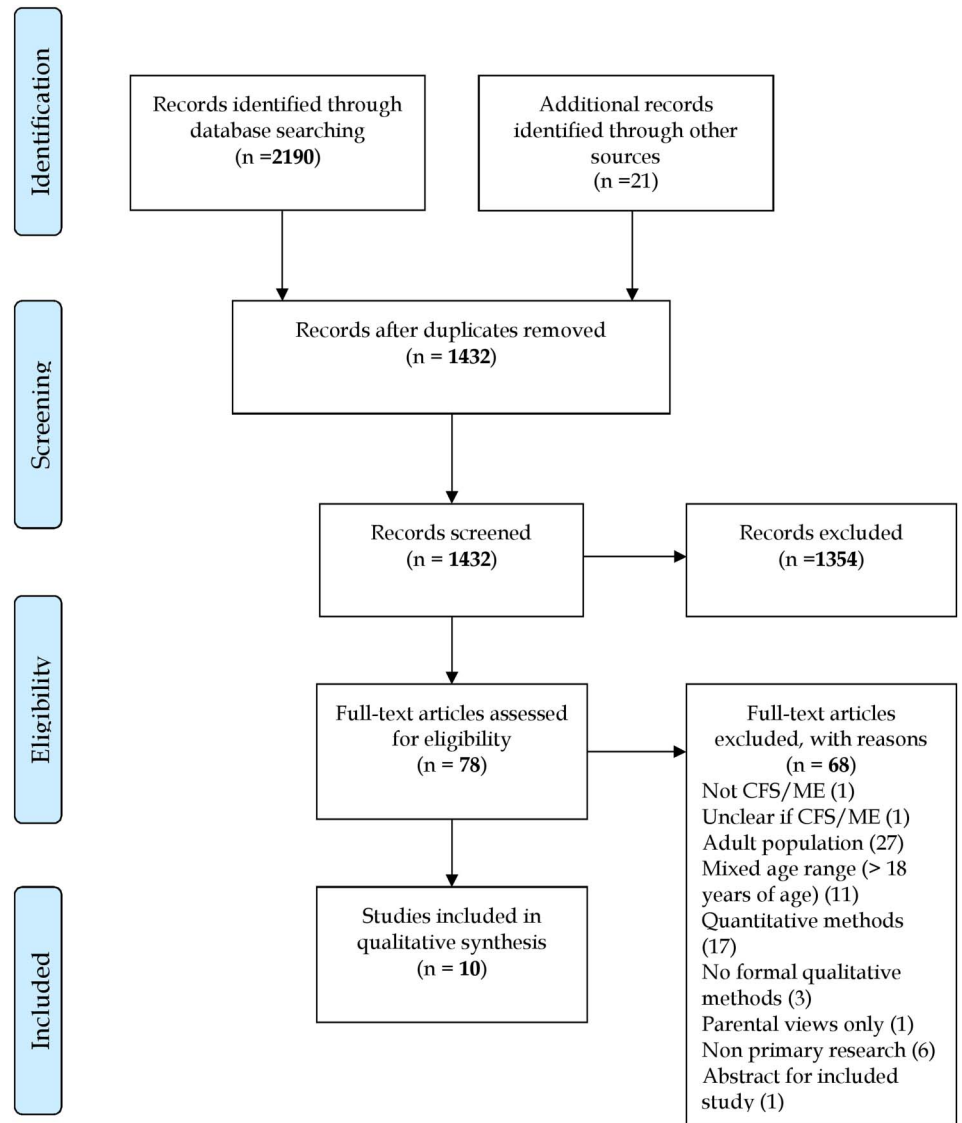 Identification
Records identified through
database searching
(n =2190)
Additional records
identified through other
sources
(n =21)
Screening
Records after duplicates removed
(n = 1432)
Records screened
(n = 1432)
Records excluded
(n =1354)
Eligibility
Full-text articles assessed
for eligibility
(n = 78)
Full-text articles
excluded, with reasons
(n = 68)
Not CFS/ME (1)
Unclear if CFS/ME (1)
Adult population (27)
Mixed age range (> 18
years of age) (11)
Quantitative methods
(17)
No formal qualitative
methods (3)
Parental views only (1)
Non primary research (6)
Abstract for included
study (1)
Included
Studies included in
qualitative synthesis
(n = 10)